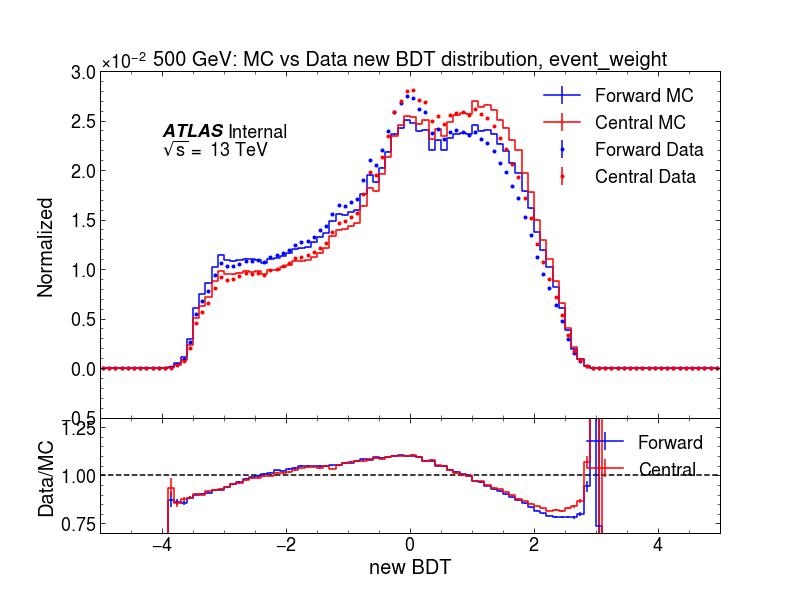 ×10⁻² 500 GeV: MC vs Data new BDT distribution, event_weight
3.0
2.5
2.0
1.5
1.0
0.5
0.0
−0.5
Normalized
ATLAS Internal
√s = 13 TeV
Forward MC
Central MC
Forward Data
Central Data
1.25
1.00
0.75
Data/MC
Forward
Central
−4
−2
0
2
4
new BDT